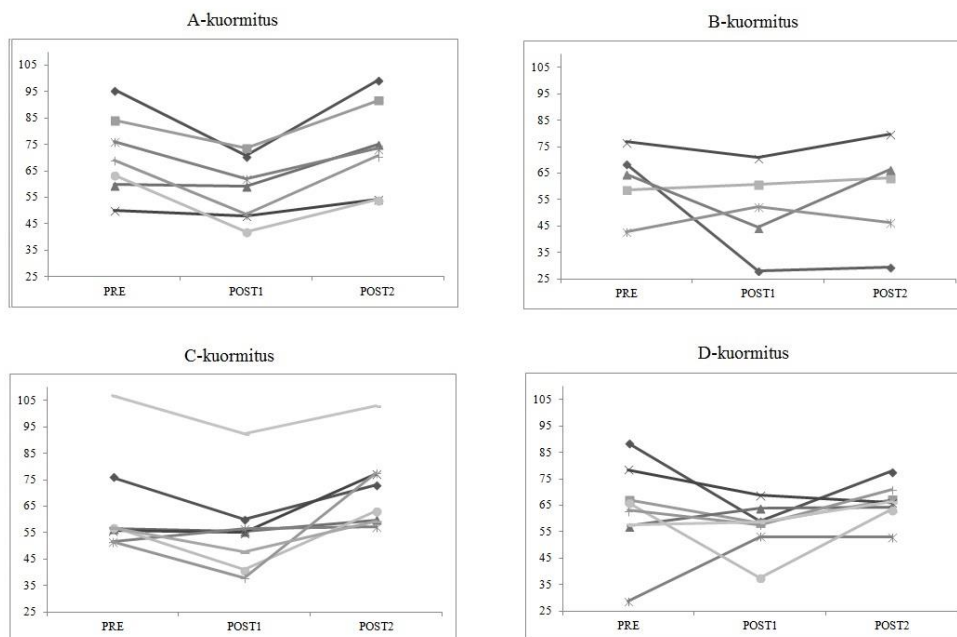 A-kuormitus
105
95
85
75
65
55
45
35
25
PRE
POST1
POST2
B-kuormitus
105
95
85
75
65
55
45
35
25
PRE
POST1
POST2
C-kuormitus
105
95
85
75
65
55
45
35
25
PRE
POST1
POST2
D-kuormitus
105
95
85
75
65
55
45
35
25
PRE
POST1
POST2